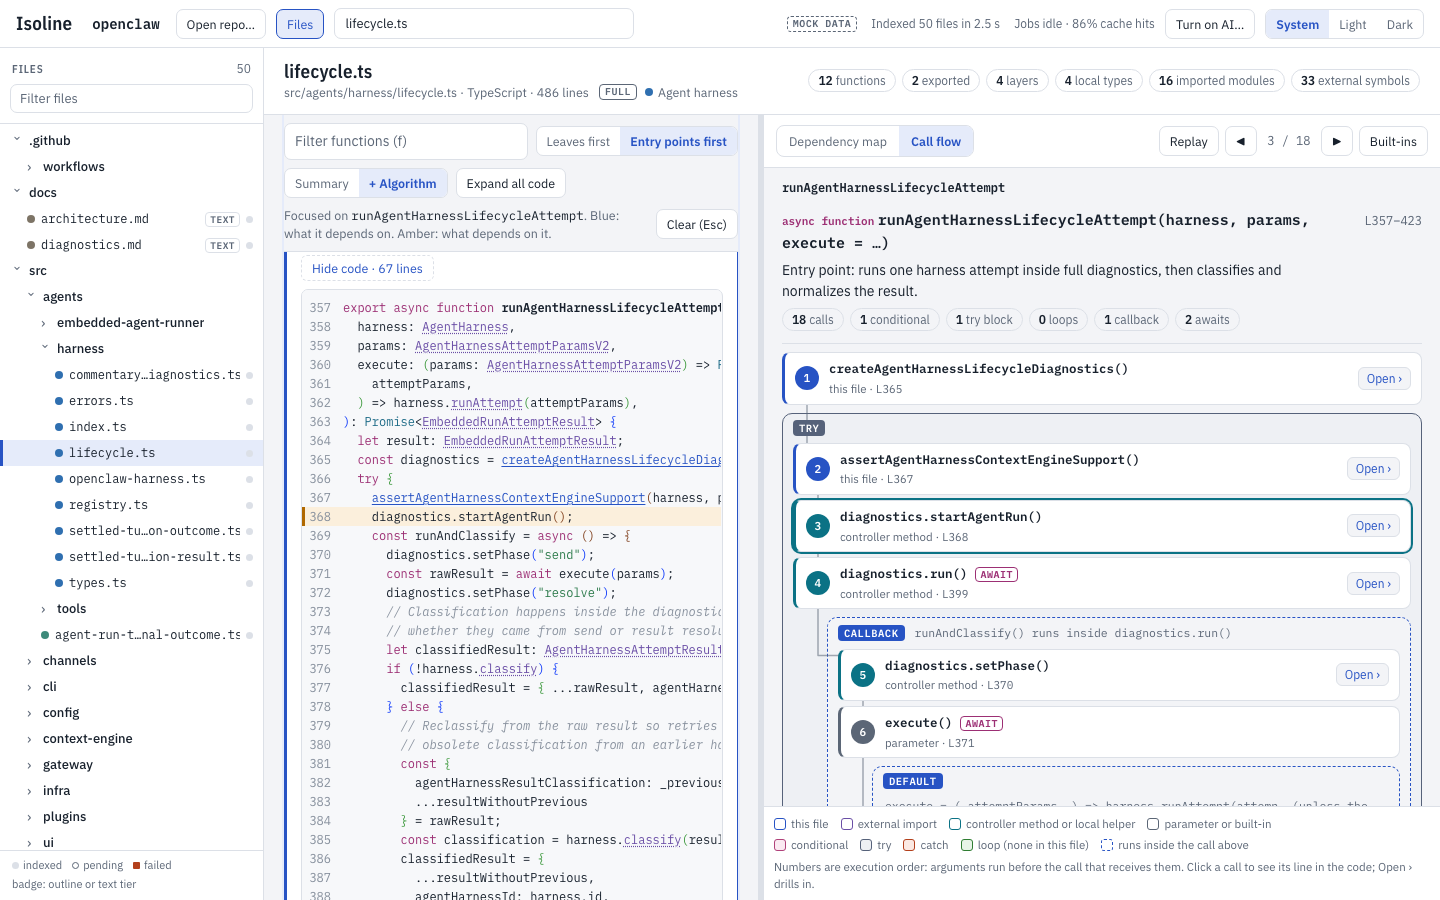 Isoline openclaw Open repo… Files lifecycle.ts MOCK DATA Indexed 50 files in 2.5 s Jobs idle · 86% cache hits Turn on AI… System Light Dark
FILES 50
Filter files
.github
workflows
docs
architecture.md TEXT
diagnostics.md TEXT
src
agents
embedded-agent-runner
harness
commentary…iagnostics.ts
errors.ts
index.ts
lifecycle.ts
openclaw-harness.ts
registry.ts
settled-tu…on-outcome.ts
settled-tu…ion-result.ts
types.ts
tools
agent-run-t…nal-outcome.ts
channels
cli
config
context-engine
gateway
infra
plugins
ui
indexed pending failed
badge: outline or text tier
lifecycle.ts
src/agents/harness/lifecycle.ts · TypeScript · 486 lines FULL Agent harness
12 functions 2 exported 4 layers 4 local types 16 imported modules 33 external symbols
Filter functions (f) Leaves first Entry points first
Summary + Algorithm Expand all code
Focused on runAgentHarnessLifecycleAttempt. Blue:
what it depends on. Amber: what depends on it.
Clear (Esc)
Hide code · 67 lines
357 export async function runAgentHarnessLifecycleAttempt
358 harness: AgentHarness,
359 params: AgentHarnessAttemptParamsV2,
360 execute: (params: AgentHarnessAttemptParamsV2) =>
361 attemptParams,
362 ) => harness.runAttempt(attemptParams),
363 ): Promise<EmbeddedRunAttemptResult> {
364 let result: EmbeddedRunAttemptResult;
365 const diagnostics = createAgentHarnessLifecycleDiag
366 try {
367 assertAgentHarnessContextEngineSupport(harness, p
368 diagnostics.startAgentRun();
369 const runAndClassify = async () => {
370 diagnostics.setPhase("send");
371 const rawResult = await execute(params);
372 diagnostics.setPhase("resolve");
373 // Classification happens inside the diagnostic
374 // whether they came from send or result resolu
375 let classifiedResult: AgentHarnessAttemptResult
376 if (!harness.classify) {
377 classifiedResult = { ...rawResult, agentHarne
378 } else {
379 // Reclassify from the raw result so retries
380 // obsolete classification from an earlier ha
381 const {
382 agentHarnessResultClassification: _previous
383 ...resultWithoutPrevious
384 } = rawResult;
385 const classification = harness.classify(resul
386 classifiedResult = {
387 ...resultWithoutPrevious,
388 agentHarnessId: harness.id,
Dependency map Call flow Replay ◀ 3 / 18 ▶ Built-ins
runAgentHarnessLifecycleAttempt
async function runAgentHarnessLifecycleAttempt(harness, params, L357–423
execute = …)
Entry point: runs one harness attempt inside full diagnostics, then classifies and
normalizes the result.
18 calls 1 conditional 1 try block 0 loops 1 callback 2 awaits
1 createAgentHarnessLifecycleDiagnostics()
this file · L365
Open ›
TRY
2 assertAgentHarnessContextEngineSupport()
this file · L367
Open ›
3 diagnostics.startAgentRun()
controller method · L368
Open ›
4 diagnostics.run() AWAIT
controller method · L399
Open ›
CALLBACK runAndClassify() runs inside diagnostics.run()
5 diagnostics.setPhase()
controller method · L370
Open ›
6 execute() AWAIT
parameter · L371
DEFAULT
execute = ( attemptParams, ) => harness.runAttempt(attemp… (unless the
this file external import controller method or local helper parameter or built-in
conditional try catch loop (none in this file) runs inside the call above
Numbers are execution order: arguments run before the call that receives them. Click a call to see its line in the code; Open ›
drills in.